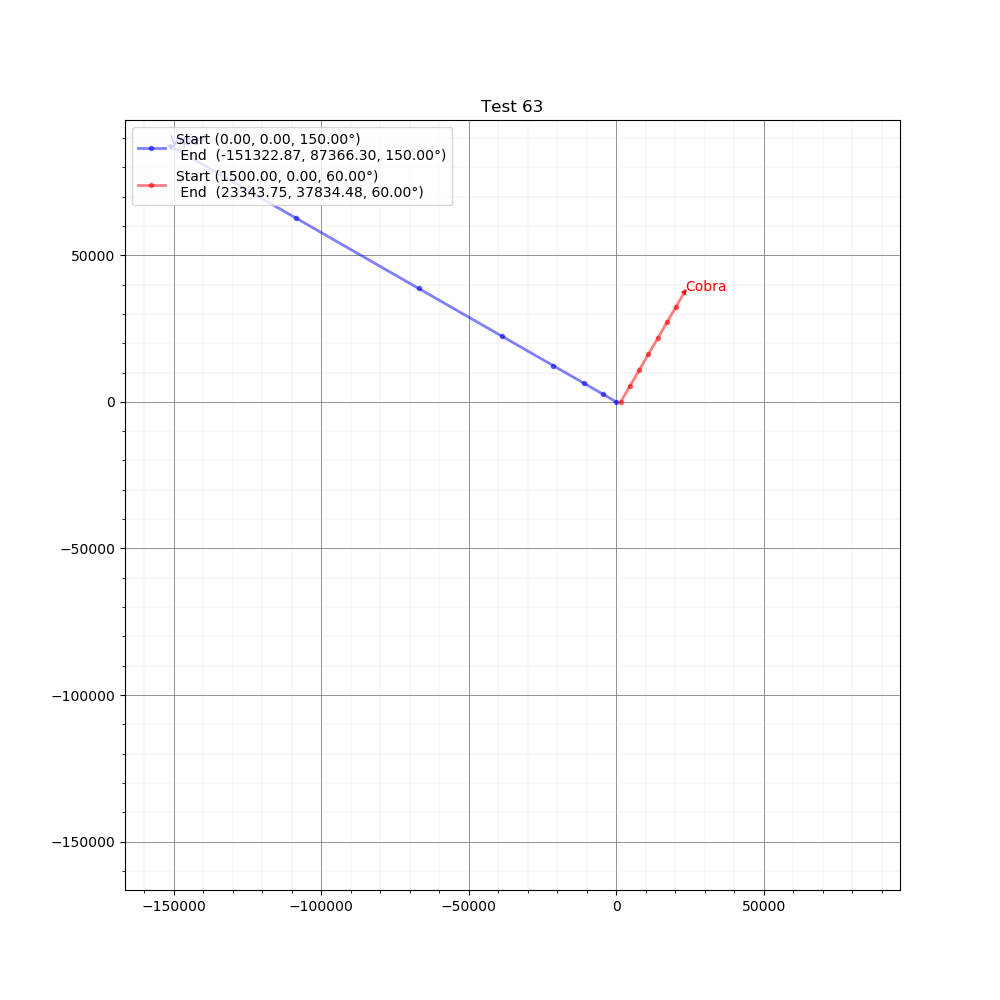 Test 63
Start (0.00, 0.00, 150.00°)
End (-151322.87, 87366.30, 150.00°)
Start (1500.00, 0.00, 60.00°)
End (23343.75, 37834.48, 60.00°)
Cobra
50000
0
−50000
−100000
−150000
−150000 −100000 −50000 0 50000